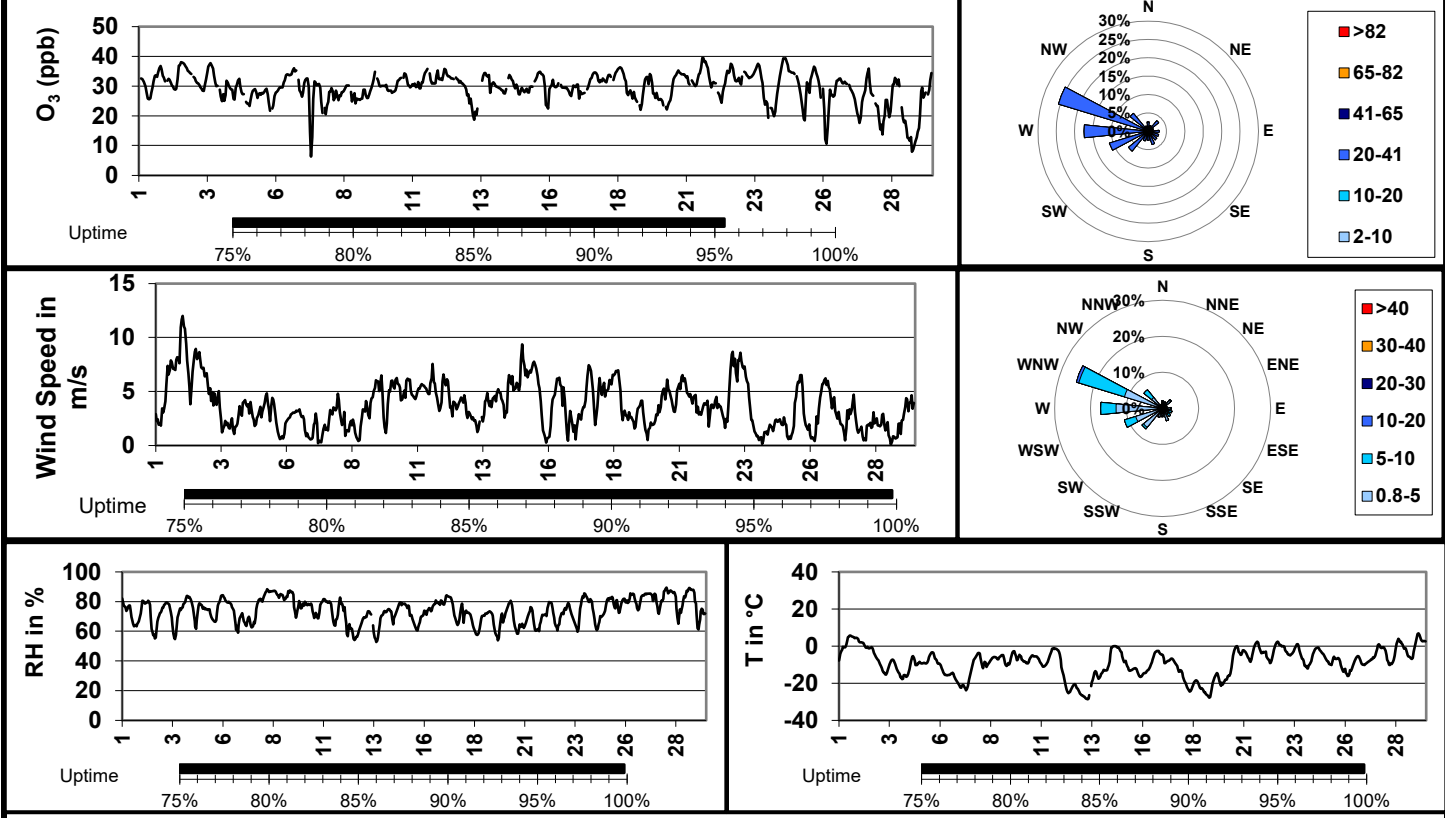 50
40
30
20
10
0
O3 (ppb)
1 3 6 8 11 13 16 18 21 23 26 28
Uptime
75% 80% 85% 90% 95% 100%
N
NE
E
SE
S
SW
W
NW
30%
25%
20%
15%
10%
5%
0%
>82
65-82
41-65
20-41
10-20
2-10
15
10
5
0
Wind Speed in
m/s
1 3 6 8 11 13 16 18 21 23 26 28
Uptime
75% 80% 85% 90% 95% 100%
N
NNE
NE
ENE
E
ESE
SE
SSE
S
SSW
SW
WSW
W
WNW
NW
NNW
30%
20%
10%
0%
>40
30-40
20-30
10-20
5-10
0.8-5
100
80
60
40
20
0
RH in %
1 3 6 8 11 13 16 18 21 23 26 28
Uptime
75% 80% 85% 90% 95% 100%
40
20
0
-20
-40
T in °C
1 3 6 8 11 13 16 18 21 23 26 28
Uptime
75% 80% 85% 90% 95% 100%